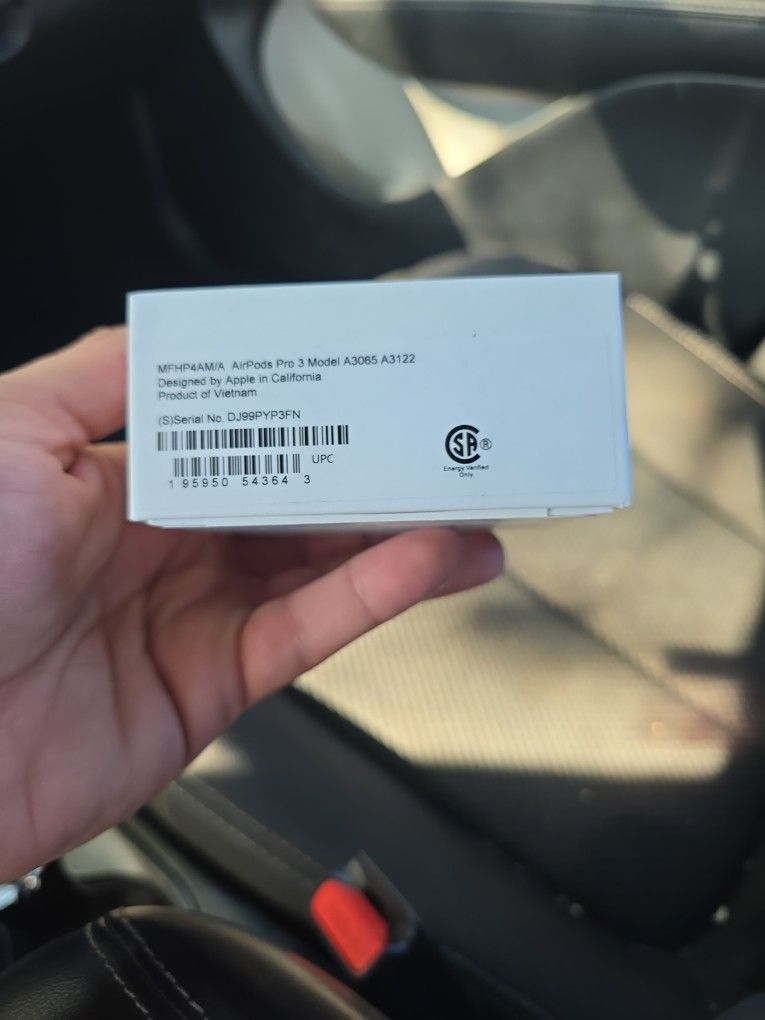 MFHP4AM/A AirPods Pro 3 Model A3065 A3122
Designed by Apple in California
Product of Vietnam
(S)Serial No. DJ99PYP3FN
UPC
1 95950 54364 3
SA®
Energy Verified
Only